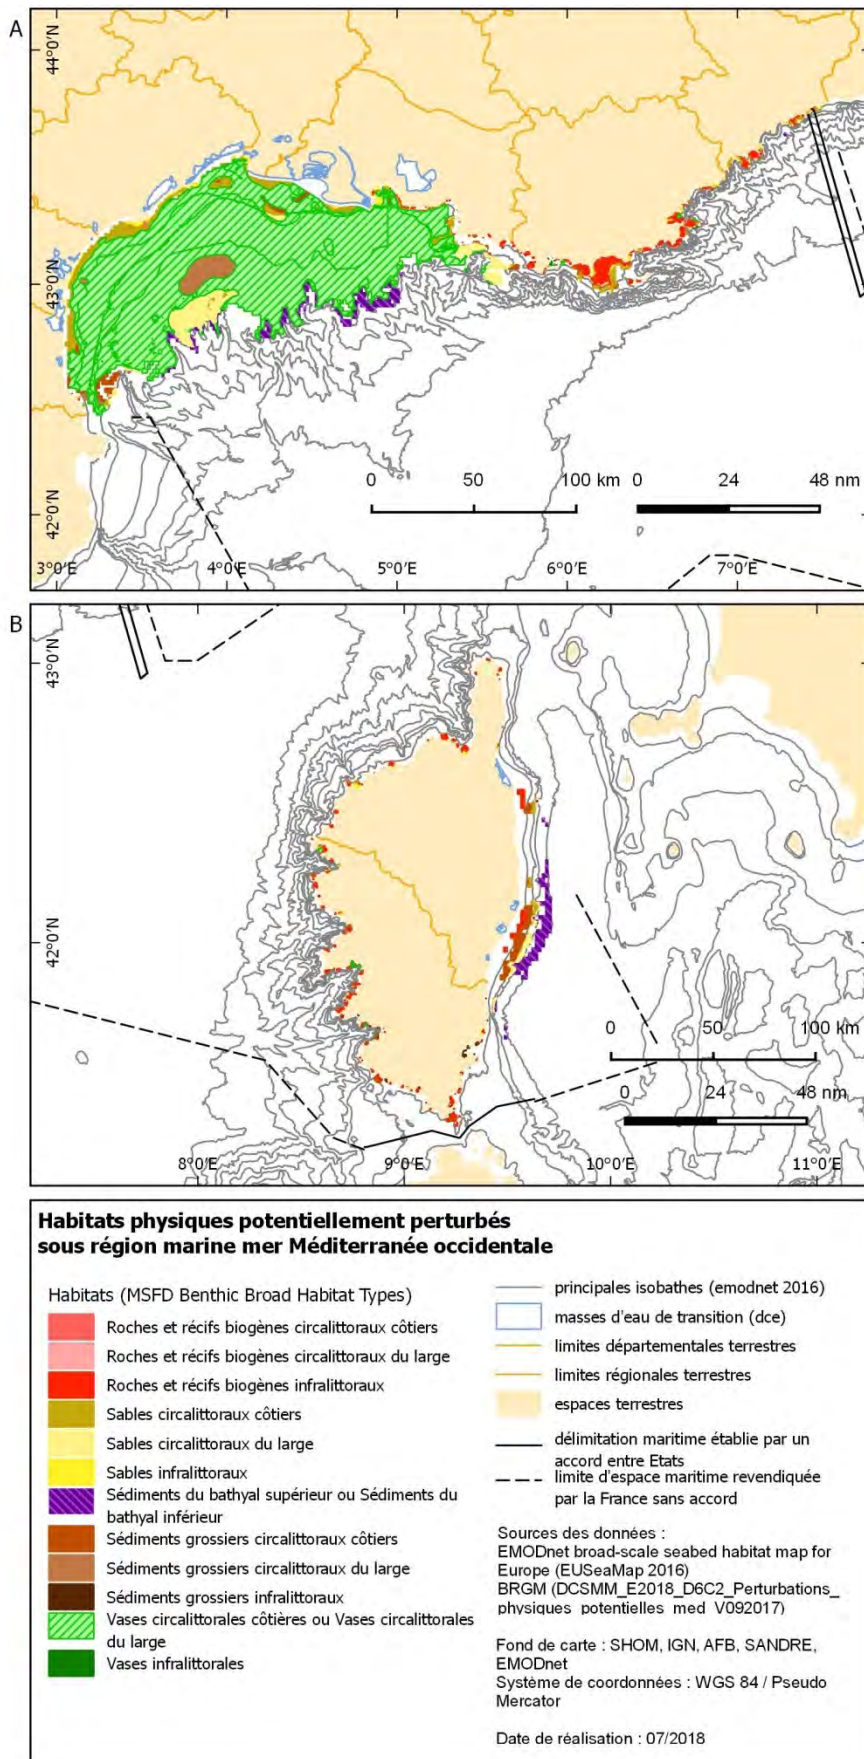 A
44°0'N
43°0'N
42°0'N
0 50 100 km
0 24 48 nm
3°0'E 4°0'E 5°0'E 6°0'E 7°0'E
B
43°0'N
42°0'N
0 50 100 km
0 24 48 nm
8°0'E 9°0'E 10°0'E 11°0'E
Habitats physiques potentiellement perturbés
sous région marine mer Méditerranée occidentale
Habitats (MSFD Benthic Broad Habitat Types)
Roches et récifs biogènes circalittoraux côtiers
Roches et récifs biogènes circalittoraux du large
Roches et récifs biogènes infralittoraux
Sables circalittoraux côtiers
Sables circalittoraux du large
Sables infralittoraux
Sédiments du bathyal supérieur ou Sédiments du
bathyal inférieur
Sédiments grossiers circalittoraux côtiers
Sédiments grossiers circalittoraux du large
Sédiments grossiers infralittoraux
Vases circalittorales côtières ou Vases circalittorales
du large
Vases infralittorales
principales isobathes (emodnet 2016)
masses d'eau de transition (dce)
limites départementales terrestres
limites régionales terrestres
espaces terrestres
délimitation maritime établie par un
accord entre Etats
limite d'espace maritime revendiquée
par la France sans accord
Sources des données :
EMODnet broad-scale seabed habitat map for
Europe (EUSeaMap 2016)
BRGM (DCSMM_E2018_D6C2_Perturbations_
physiques_potentielles_med_V092017)
Fond de carte : SHOM, IGN, AFB, SANDRE,
EMODnet
Système de coordonnées : WGS 84 / Pseudo
Mercator
Date de réalisation : 07/2018